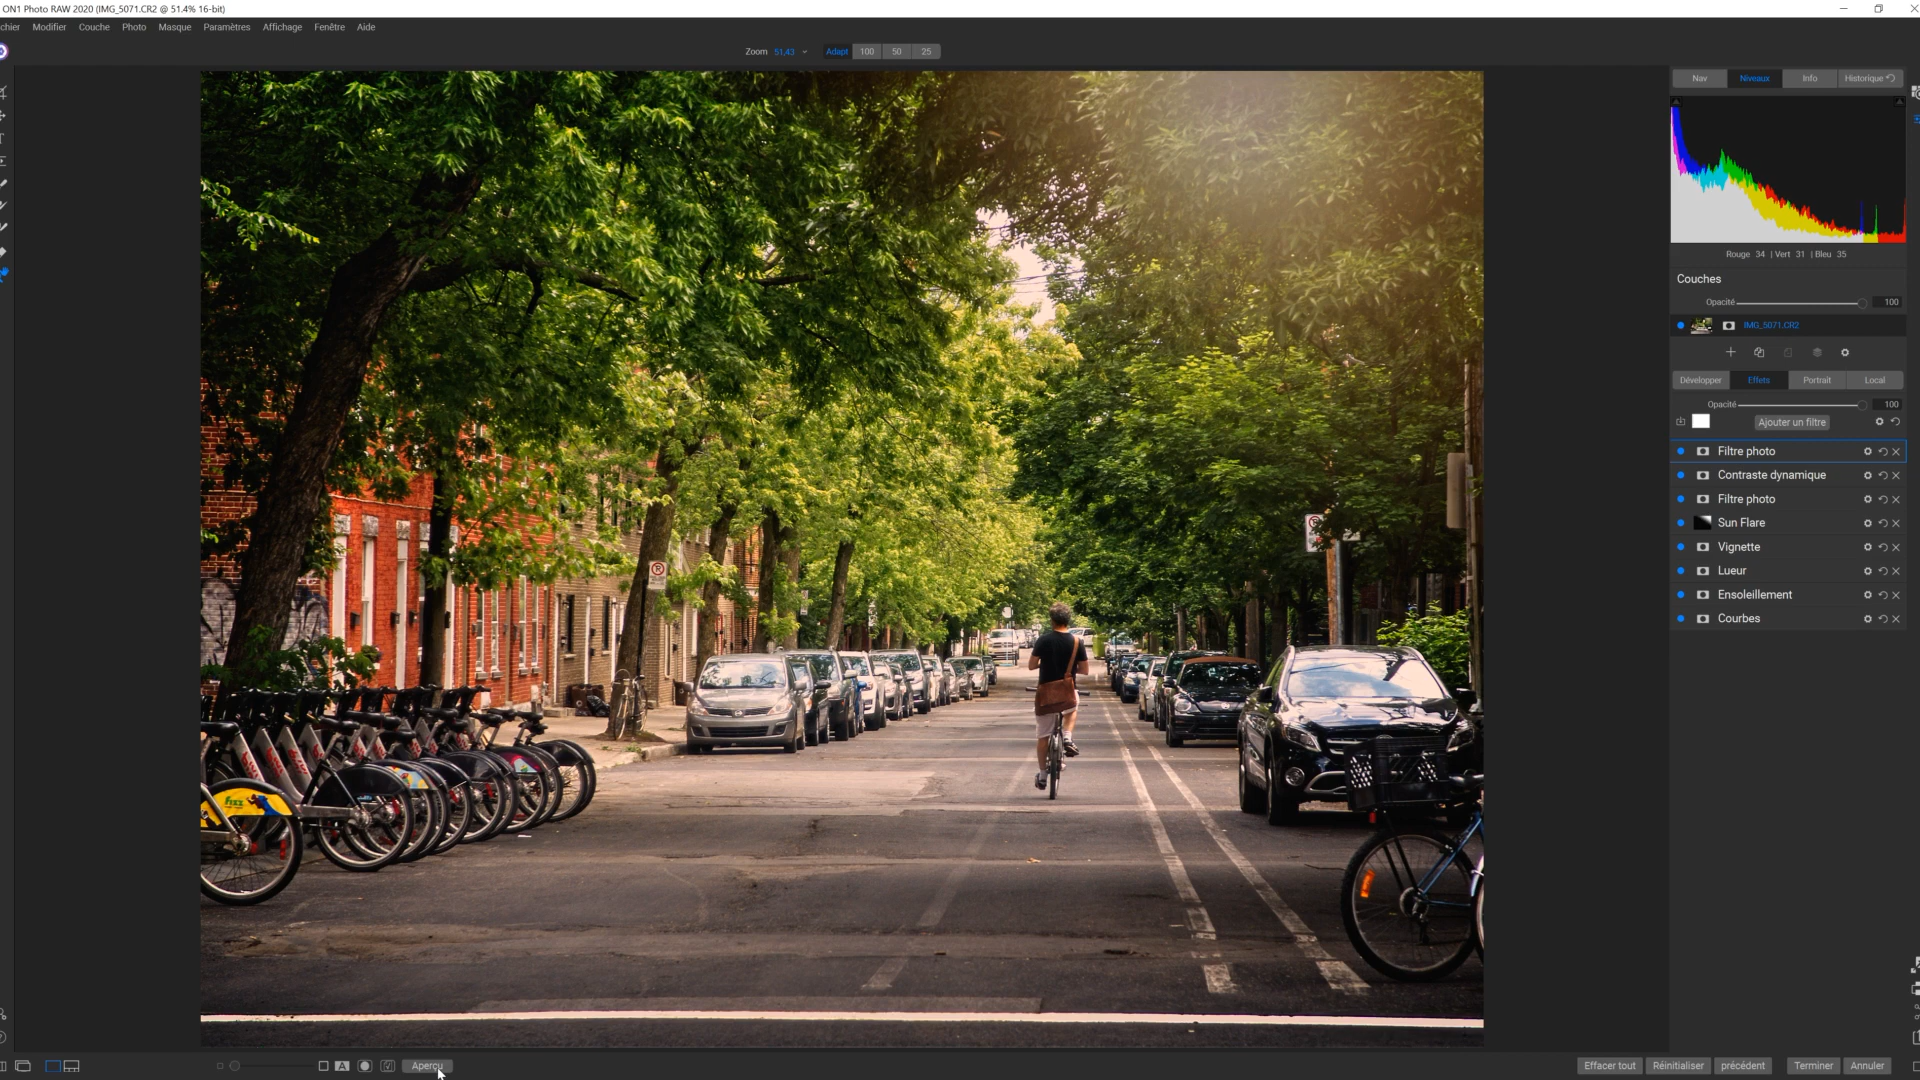 ON1 Photo RAW 2020 (IMG_5071.CR2 @ 51.4% 16-bit)
chier Modifier Couche Photo Masque Paramètres Affichage Fenêtre Aide
Zoom 51,43 Adapt 100 50 25
Nav Niveaux Info Historique
Rouge 34 | Vert 31 | Bleu 35
Couches
Opacité 100
IMG_5071.CR2
Développer Effets Portrait Local
Opacité 100
Ajouter un filtre
Filtre photo
Contraste dynamique
Filtre photo
Sun Flare
Vignette
Lueur
Ensoleillement
Courbes
Aperçu
Effacer tout Réinitialiser précédent Terminer Annuler